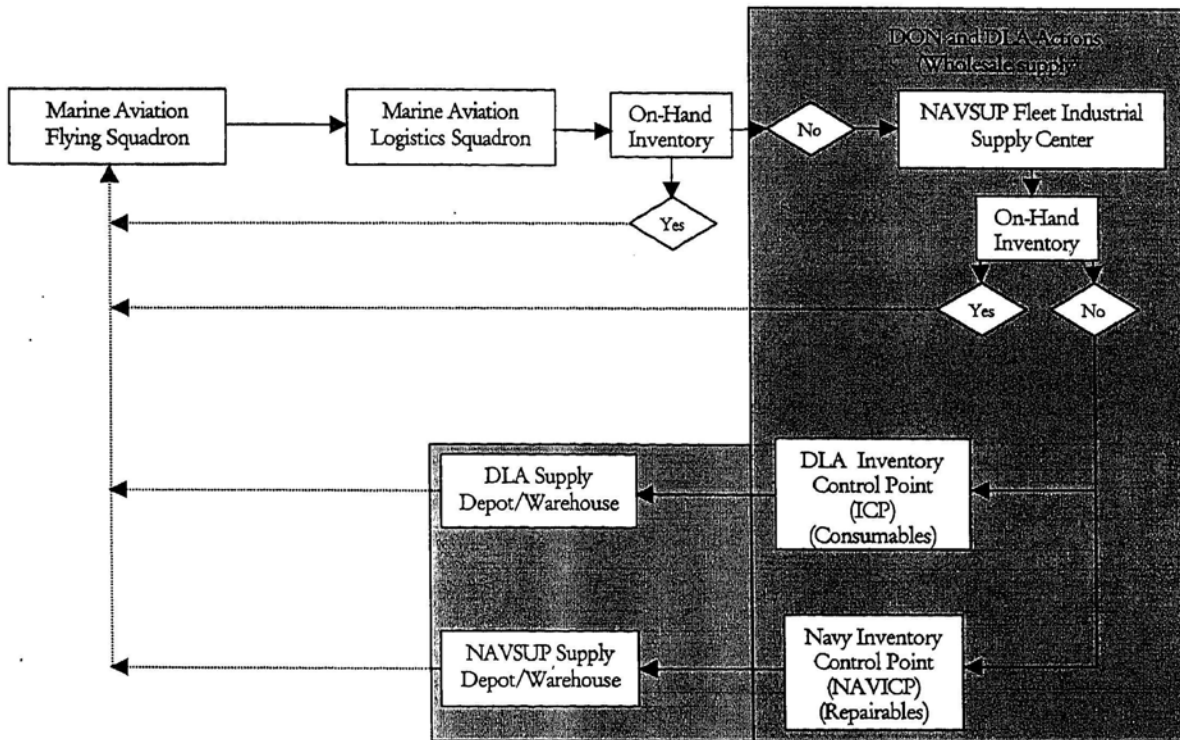 DON and DLA Actions
(Wholesale supply)
Marine Aviation
Flying Squadron
Marine Aviation
Logistics Squadron
On-Hand
Inventory
No
NAVSUP Fleet Industrial
Supply Center
Yes
On-Hand
Inventory
Yes
No
DLA Supply
Depot/Warehouse
DLA Inventory
Control Point
(ICP)
(Consumables)
NAVSUP Supply
Depot/Warehouse
Navy Inventory
Control Point
(NAVICP)
(Repairables)